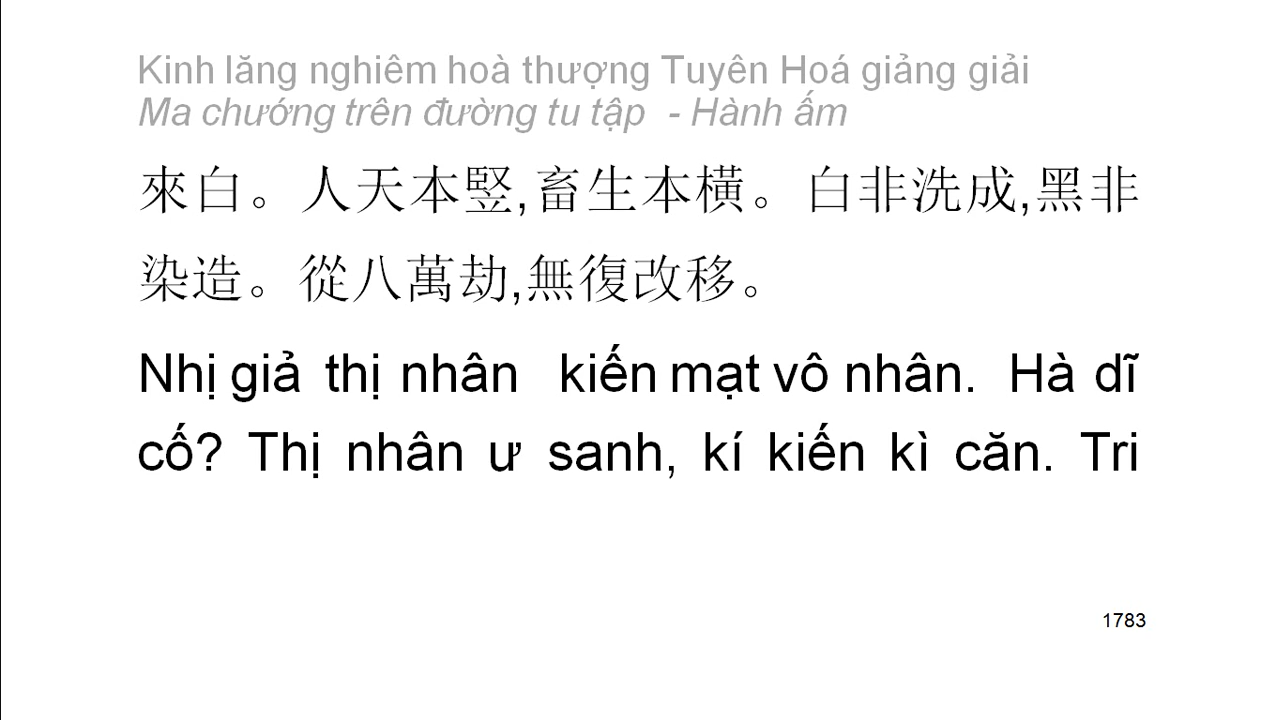 Kinh lăng nghiêm hoà thượng Tuyên Hoá giảng giải
Ma chướng trên đường tu tập - Hành ấm
來白。人天本竪,畜生本橫。白非洗成,黑非
染造。從八萬劫,無復改移。
Nhị giả thị nhân kiến mạt vô nhân. Hà dĩ
cố? Thị nhân ư sanh, kí kiến kì căn. Tri
1783